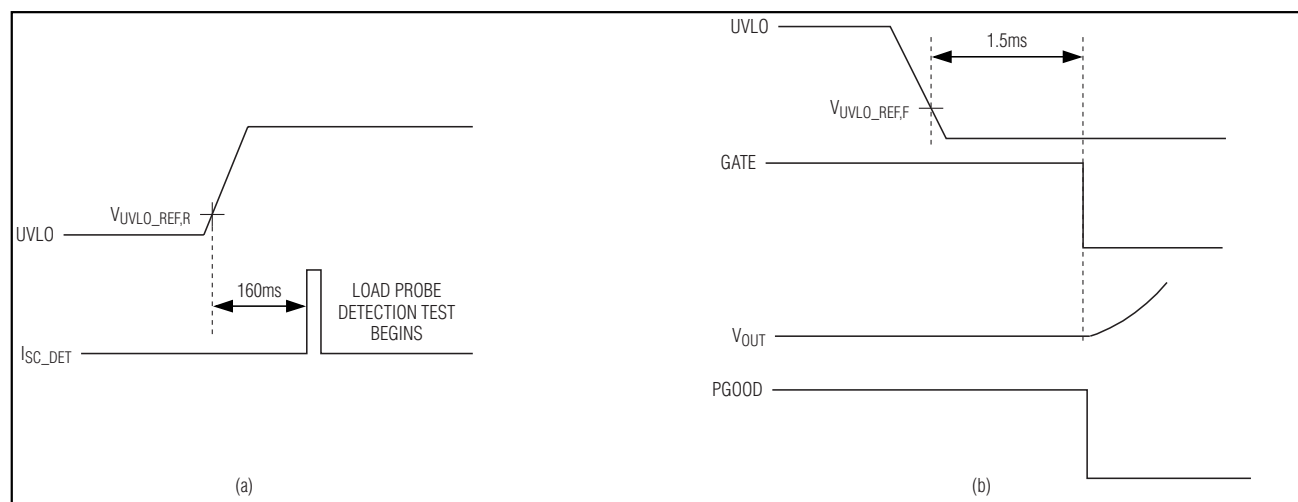 UVLO
VUVLO_REF,R
160ms
LOAD PROBE
DETECTION TEST
BEGINS
ISC_DET
(a)
UVLO
1.5ms
VUVLO_REF,F
GATE
VOUT
PGOOD
(b)